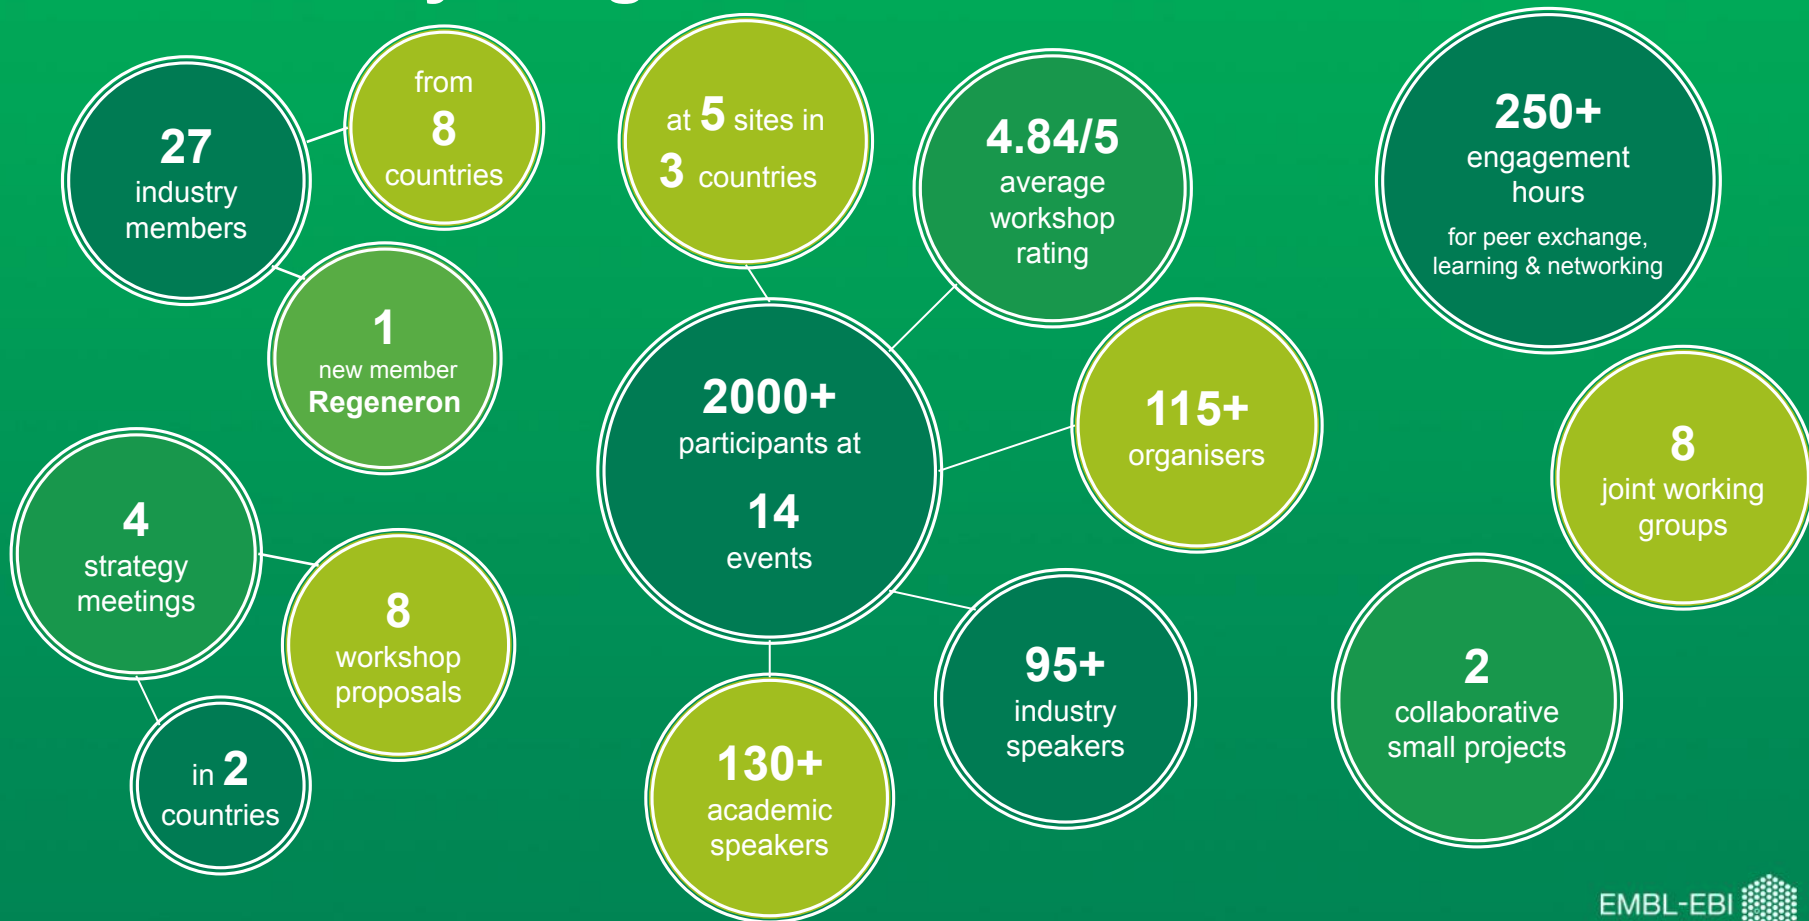 27
industry
members
from
8
countries
1
new member
Regeneron
4
strategy
meetings
8
workshop
proposals
in 2
countries
at 5 sites in
3 countries
4.84/5
average
workshop
rating
2000+
participants at
14
events
115+
organisers
95+
industry
speakers
130+
academic
speakers
250+
engagement
hours
for peer exchange,
learning & networking
8
joint working
groups
2
collaborative
small projects
EMBL-EBI